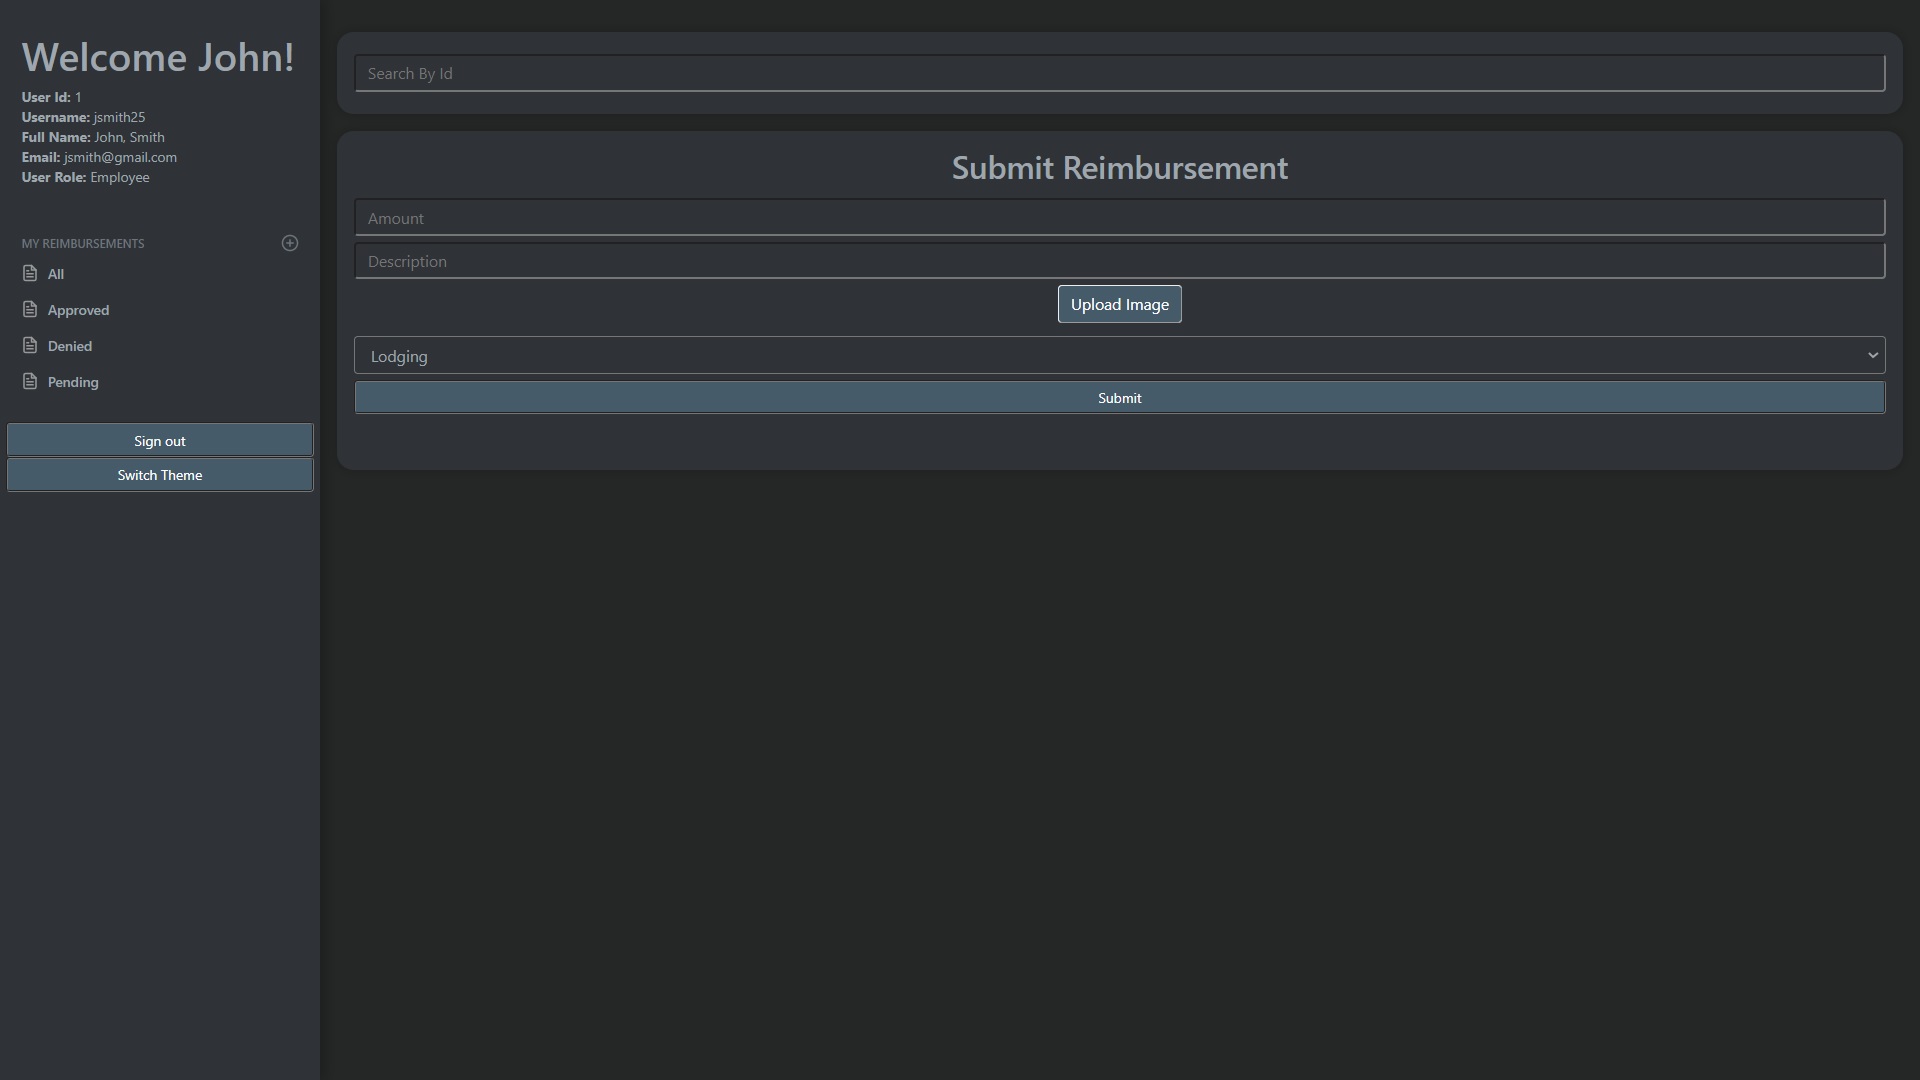 Welcome John!
User Id: 1
Username: jsmith25
Full Name: John, Smith
Email: jsmith@gmail.com
User Role: Employee
MY REIMBURSEMENTS
All
Approved
Denied
Pending
Sign out
Switch Theme
Search By Id
Submit Reimbursement
Amount
Description
Upload Image
Lodging
Submit